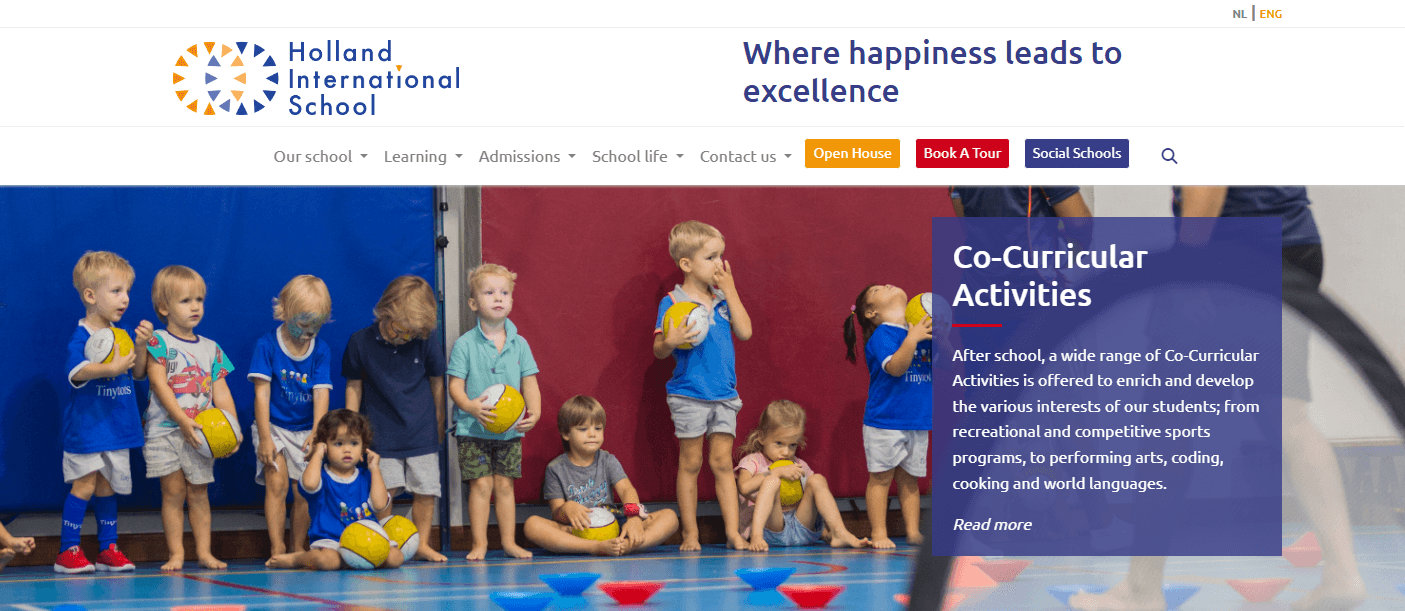 NL | ENG
Holland
International
School
Where happiness leads to
excellence
Our school Learning Admissions School life Contact us Open House Book A Tour Social Schools
Co-Curricular
Activities
After school, a wide range of Co-Curricular
Activities is offered to enrich and develop
the various interests of our students; from
recreational and competitive sports
programs, to performing arts, coding,
cooking and world languages.
Read more
Tinytots